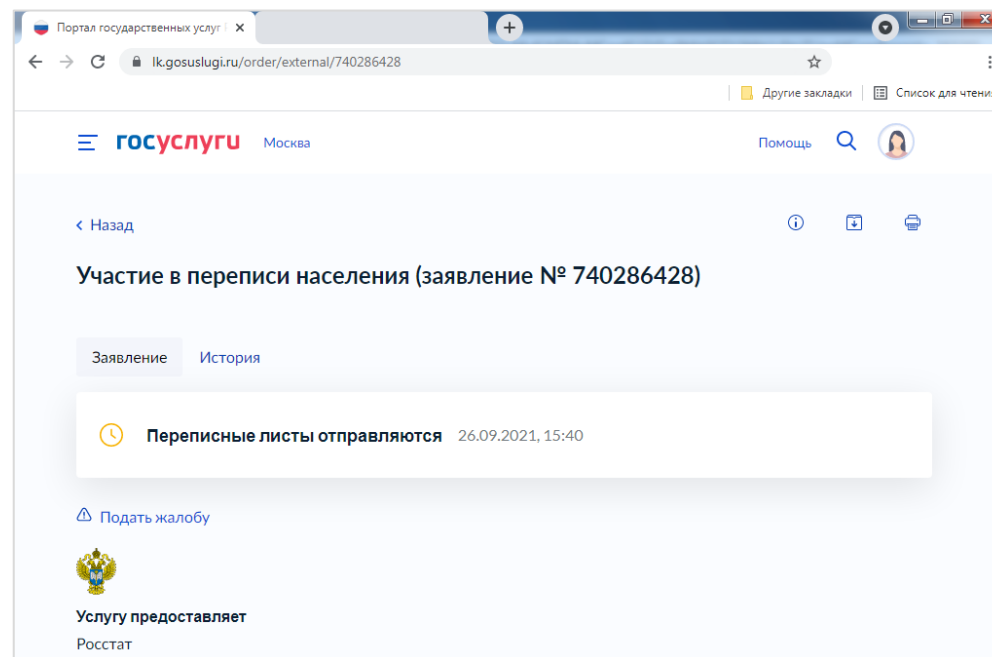 Портал государственных услуг
lk.gosuslugi.ru/order/external/740286428
Другие закладки Список для чтения
госуслуги Москва Помощь
Назад
Участие в переписи населения (заявление № 740286428)
Заявление История
Переписные листы отправляются 26.09.2021, 15:40
Подать жалобу
Услугу предоставляет
Росстат